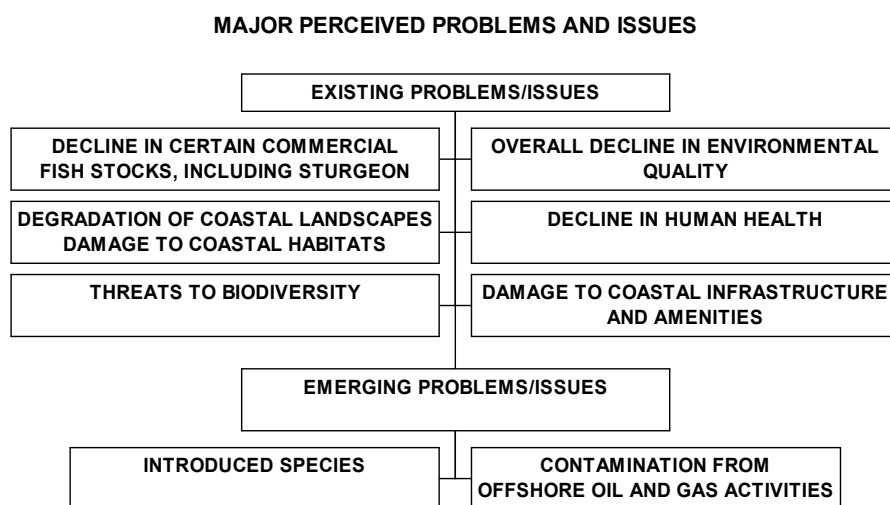 MAJOR PERCEIVED PROBLEMS AND ISSUES
EXISTING PROBLEMS/ISSUES
DECLINE IN CERTAIN COMMERCIAL
FISH STOCKS, INCLUDING STURGEON
OVERALL DECLINE IN ENVIRONMENTAL
QUALITY
DEGRADATION OF COASTAL LANDSCAPES
DAMAGE TO COASTAL HABITATS
DECLINE IN HUMAN HEALTH
THREATS TO BIODIVERSITY
DAMAGE TO COASTAL INFRASTRUCTURE
AND AMENITIES
EMERGING PROBLEMS/ISSUES
INTRODUCED SPECIES
CONTAMINATION FROM
OFFSHORE OIL AND GAS ACTIVITIES